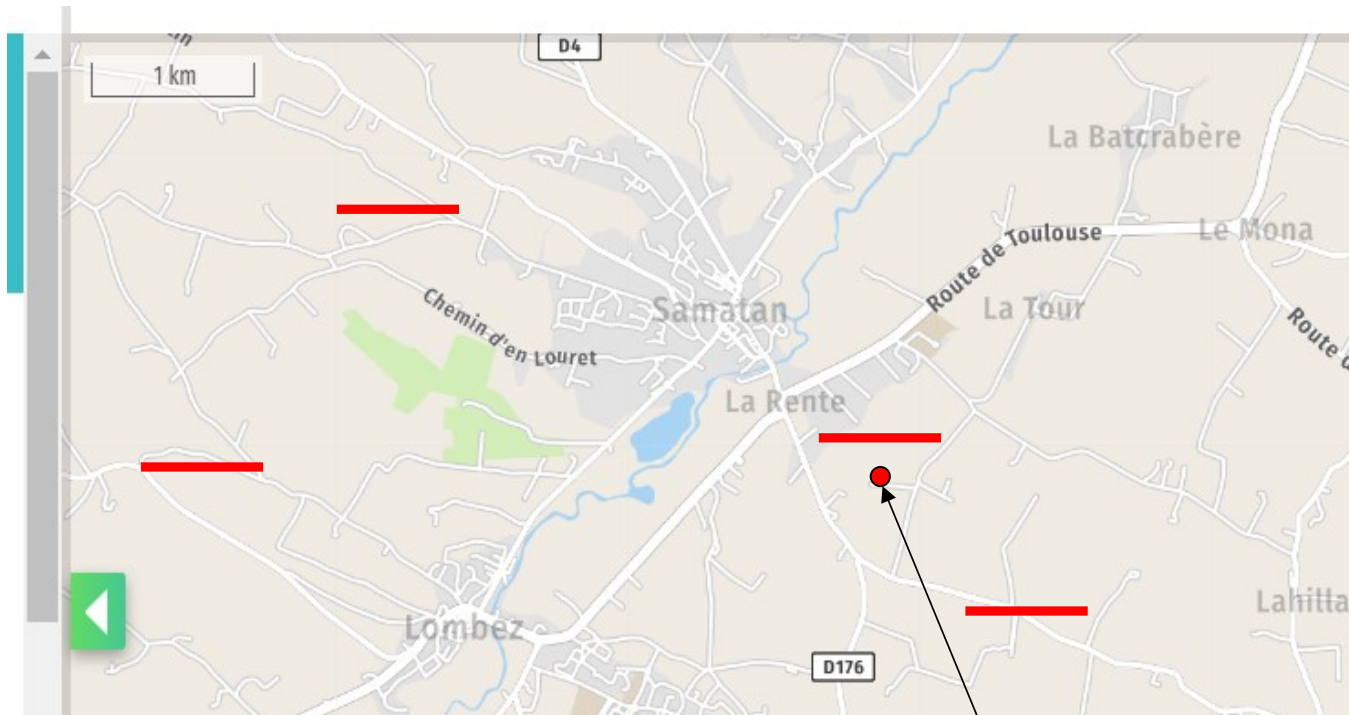 D4
1 km
La Batcrabère
Route de Toulouse
Le Mona
Samatan
La Tour
Chemin d'en Louret
Route d
La Rente
Lahilla
Lombez
D176